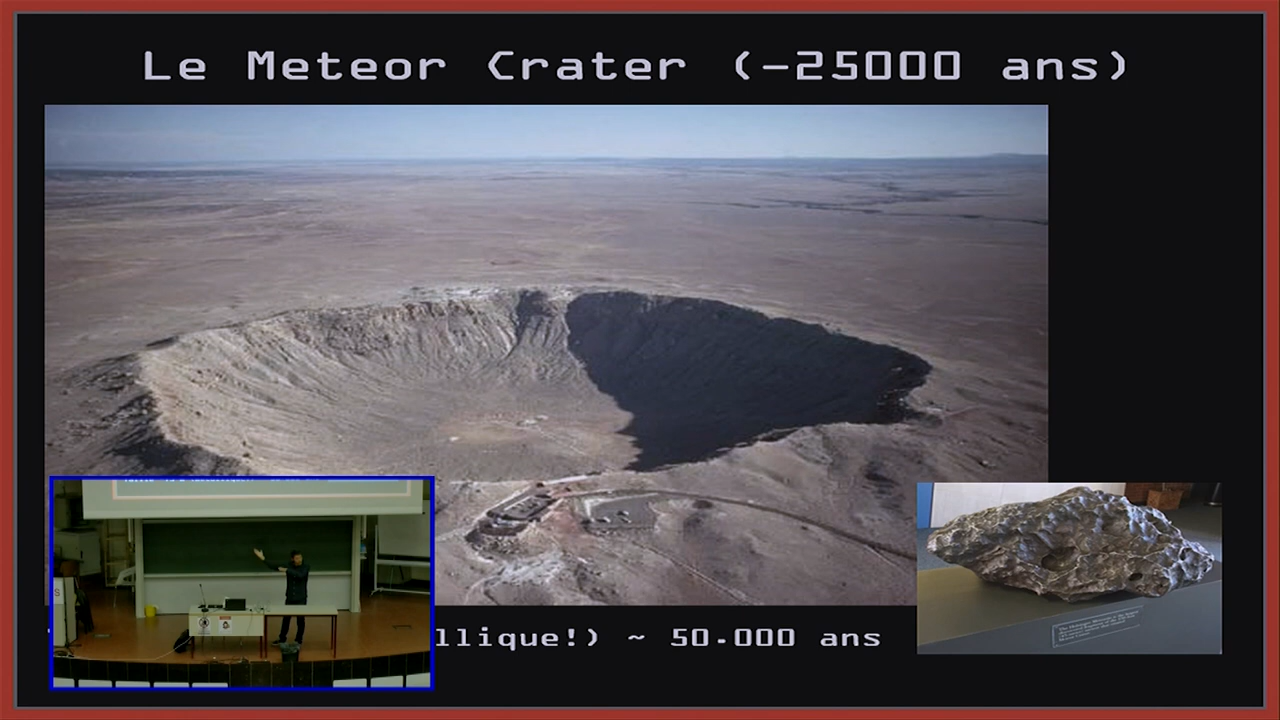 Le Meteor Crater (-25000 ans)
llique!) ~ 50.000 ans